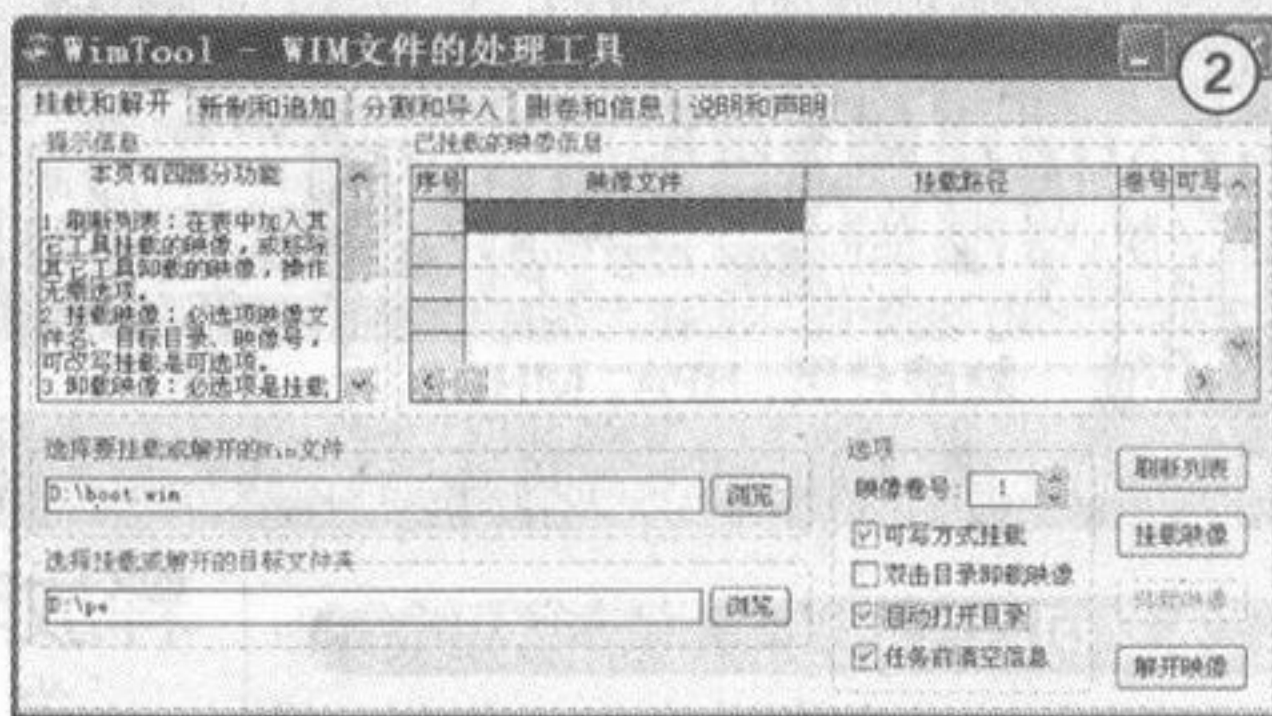 WimTool - WIM文件的处理工具
2
挂载和解开 新制和追加 分割和导入 删卷和信息 说明和声明
提示信息
本页有四部分功能
1 刷新列表：在表中加入其
它工具挂载的映像，或移除
其它工具卸载的映像，操作
无需选项。
2 挂载映像：必选项映像文
件名、目标目录、映像号，
可改写挂载是可选项。
3 卸载映像：必选项是挂载
已挂载的映像信息
序号 映像文件 挂载路径 卷号 可写
选择要挂载或解开的Wim文件
D:\boot.wim 浏览
选择挂载或解开的目标文件夹
D:\pe 浏览
选项
映像卷号: 1
可写方式挂载
双击目录卸载映像
自动打开目录
任务前清空信息
刷新列表
挂载映像
卸载映像
解开映像